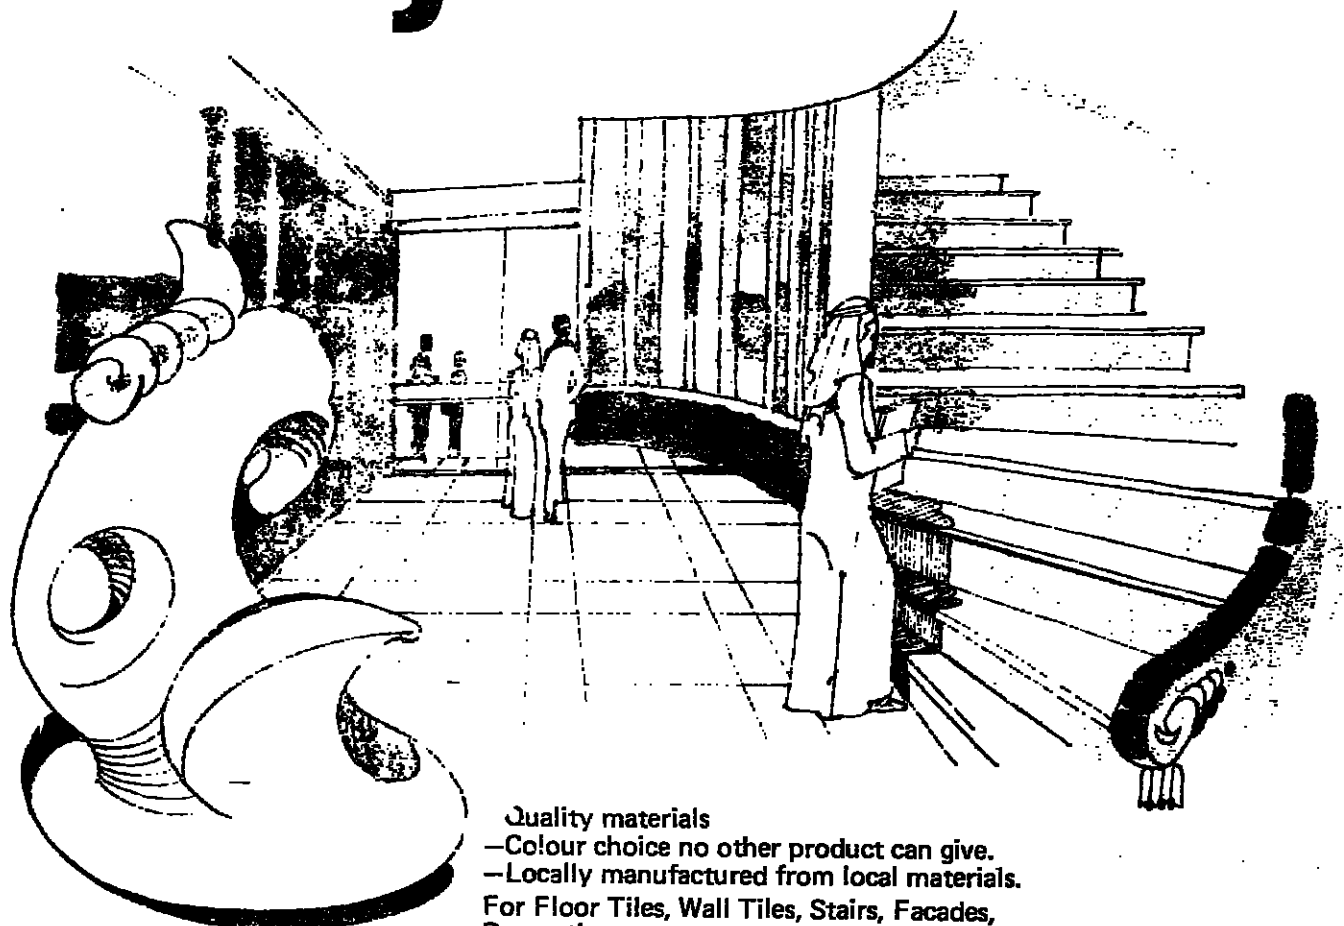 Quality materials
—Colour choice no other product can give.
—Locally manufactured from local materials.
For Floor Tiles, Wall Tiles, Stairs, Facades,